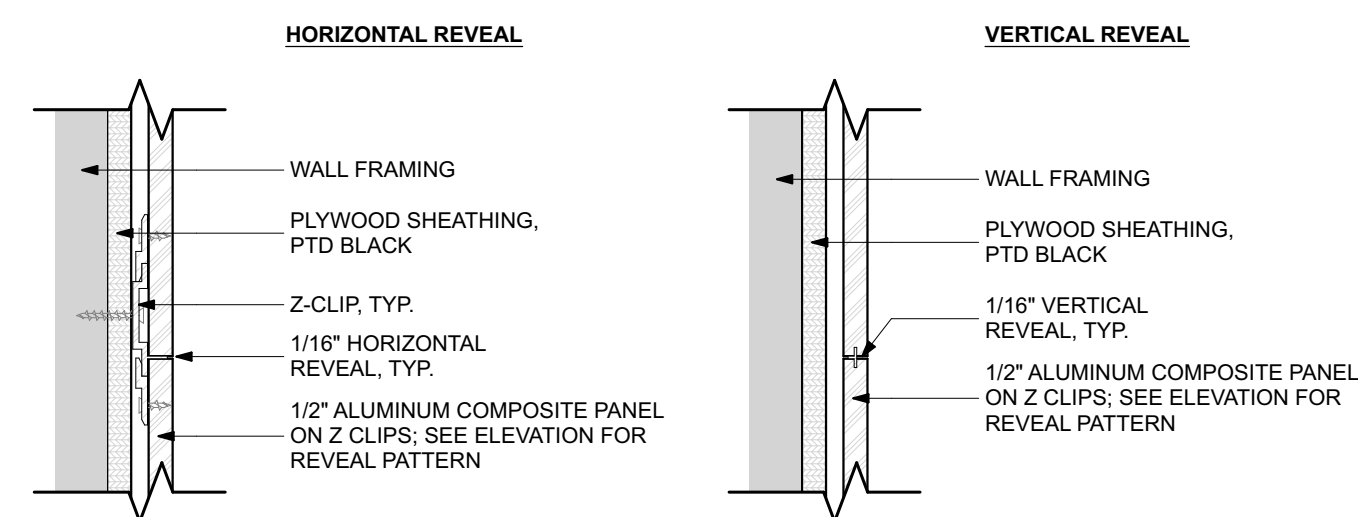 HORIZONTAL REVEAL
WALL FRAMING
PLYWOOD SHEATHING,
PTD BLACK
Z-CLIP, TYP.
1/16" HORIZONTAL
REVEAL, TYP.
1/2" ALUMINUM COMPOSITE PANEL
ON Z CLIPS; SEE ELEVATION FOR
REVEAL PATTERN
VERTICAL REVEAL
WALL FRAMING
PLYWOOD SHEATHING,
PTD BLACK
1/16" VERTICAL
REVEAL, TYP.
1/2" ALUMINUM COMPOSITE PANEL
ON Z CLIPS; SEE ELEVATION FOR
REVEAL PATTERN